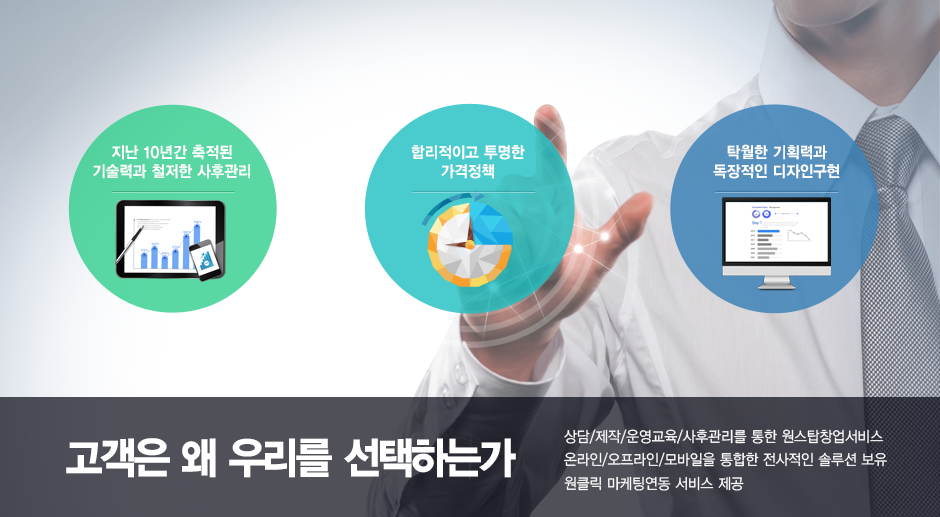 지난 10년간 축적된
기술력과 철저한 사후관리
합리적이고 투명한
가격정책
탁월한 기획력과
독창적인 디자인구현
고객은 왜 우리를 선택하는가
상담/제작/운영교육/사후관리를 통한 원스탑창업서비스
온라인/오프라인/모바일을 통합한 전사적인 솔루션 보유
원클릭 마케팅연동 서비스 제공